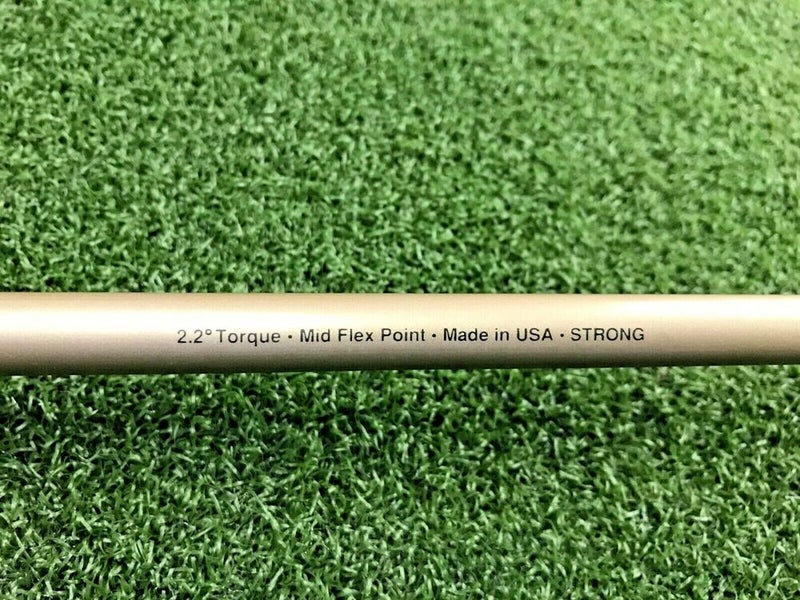 2.2° Torque • Mid Flex Point • Made in USA • STRONG